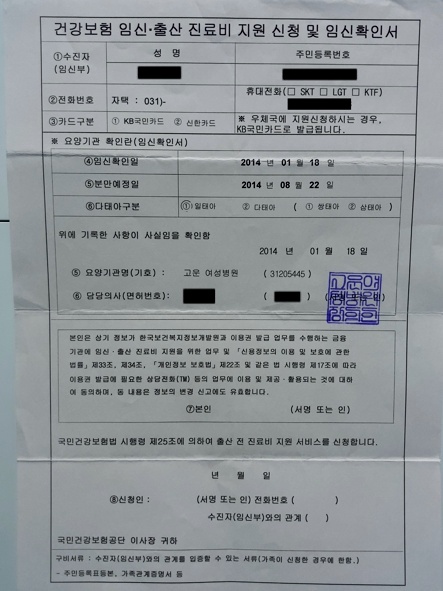 건강보험 임신·출산 진료비 지원 신청 및 임신확인서
①수진자 (임신부)
성 명
주민등록번호
②전화번호
자택 : 031)-
휴대전화(□ SKT □ LGT □ KTF)
③카드구분
① KB국민카드 ② 신한카드
※ 우체국에 지원신청하시는 경우, KB국민카드로 발급됩니다.
※ 요양기관 확인란(임신확인서)
④임신확인일
2014 년 01 월 18 일
⑤분만예정일
2014 년 08 월 22 일
⑥다태아구분
①일태아 ② 다태아 ( ① 쌍태아 ② 삼태아 )
위에 기록한 사항이 사실임을 확인함
2014 년 01 월 18 일
⑤ 요양기관명(기호) : 고운 여성병원 ( 31205445 )
⑥ 담당의사(면허번호) :
본인은 상기 정보가 한국보건복지정보개발원과 이용권 발급 업무를 수행하는 금융
기관에 임신·출산 진료비 지원을 위한 업무 및 『신용정보의 이용 및 보호에 관한
법률』제33조, 제34조, 『개인정보 보호법』제22조 및 같은 법 시행령 제17조에 따라
이용권 발급에 필요한 상담전화(TM) 등의 업무에 이용 및 제공·활용되는 것에 대하
여 동의하며, 동 내용은 정보의 변경 신고에도 유효합니다.
⑦본인 (서명 또는 인)
국민건강보험법 시행령 제25조에 의하여 출산 전 진료비 지원 서비스를 신청합니다.
년 월 일
⑧신청인 : (서명 또는 인) 전화번호 ( )
수진자(임신부)와의 관계 ( )
국민건강보험공단 이사장 귀하
구비서류 : 수진자(임신부)와의 관계를 입증할 수 있는 서류(가족이 신청한 경우에 한함.)
- 주민등록표등본, 가족관계증명서 등